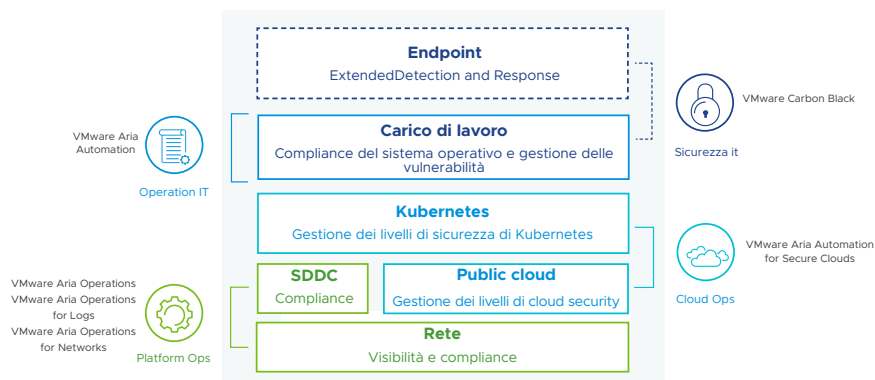 Endpoint
ExtendedDetection and Response
VMware Carbon Black
Sicurezza it
Carico di lavoro
Compliance del sistema operativo e gestione delle
vulnerabilità
VMware Aria
Automation
Operation IT
Kubernetes
Gestione dei livelli di sicurezza di Kubernetes
VMware Aria Automation
for Secure Clouds
Cloud Ops
SDDC
Compliance
Public cloud
Gestione dei livelli di cloud security
VMware Aria Operations
VMware Aria Operations
for Logs
VMware Aria Operations
for Networks
Platform Ops
Rete
Visibilità e compliance